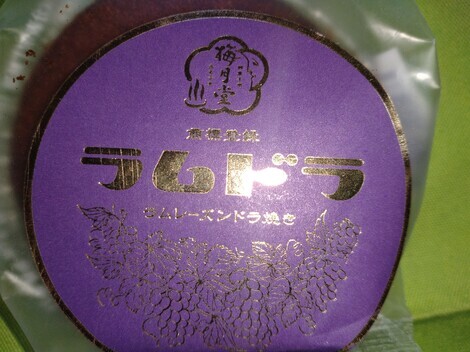 梅月堂
商標登録
ラムドラ
ラムレーズンドラ焼き